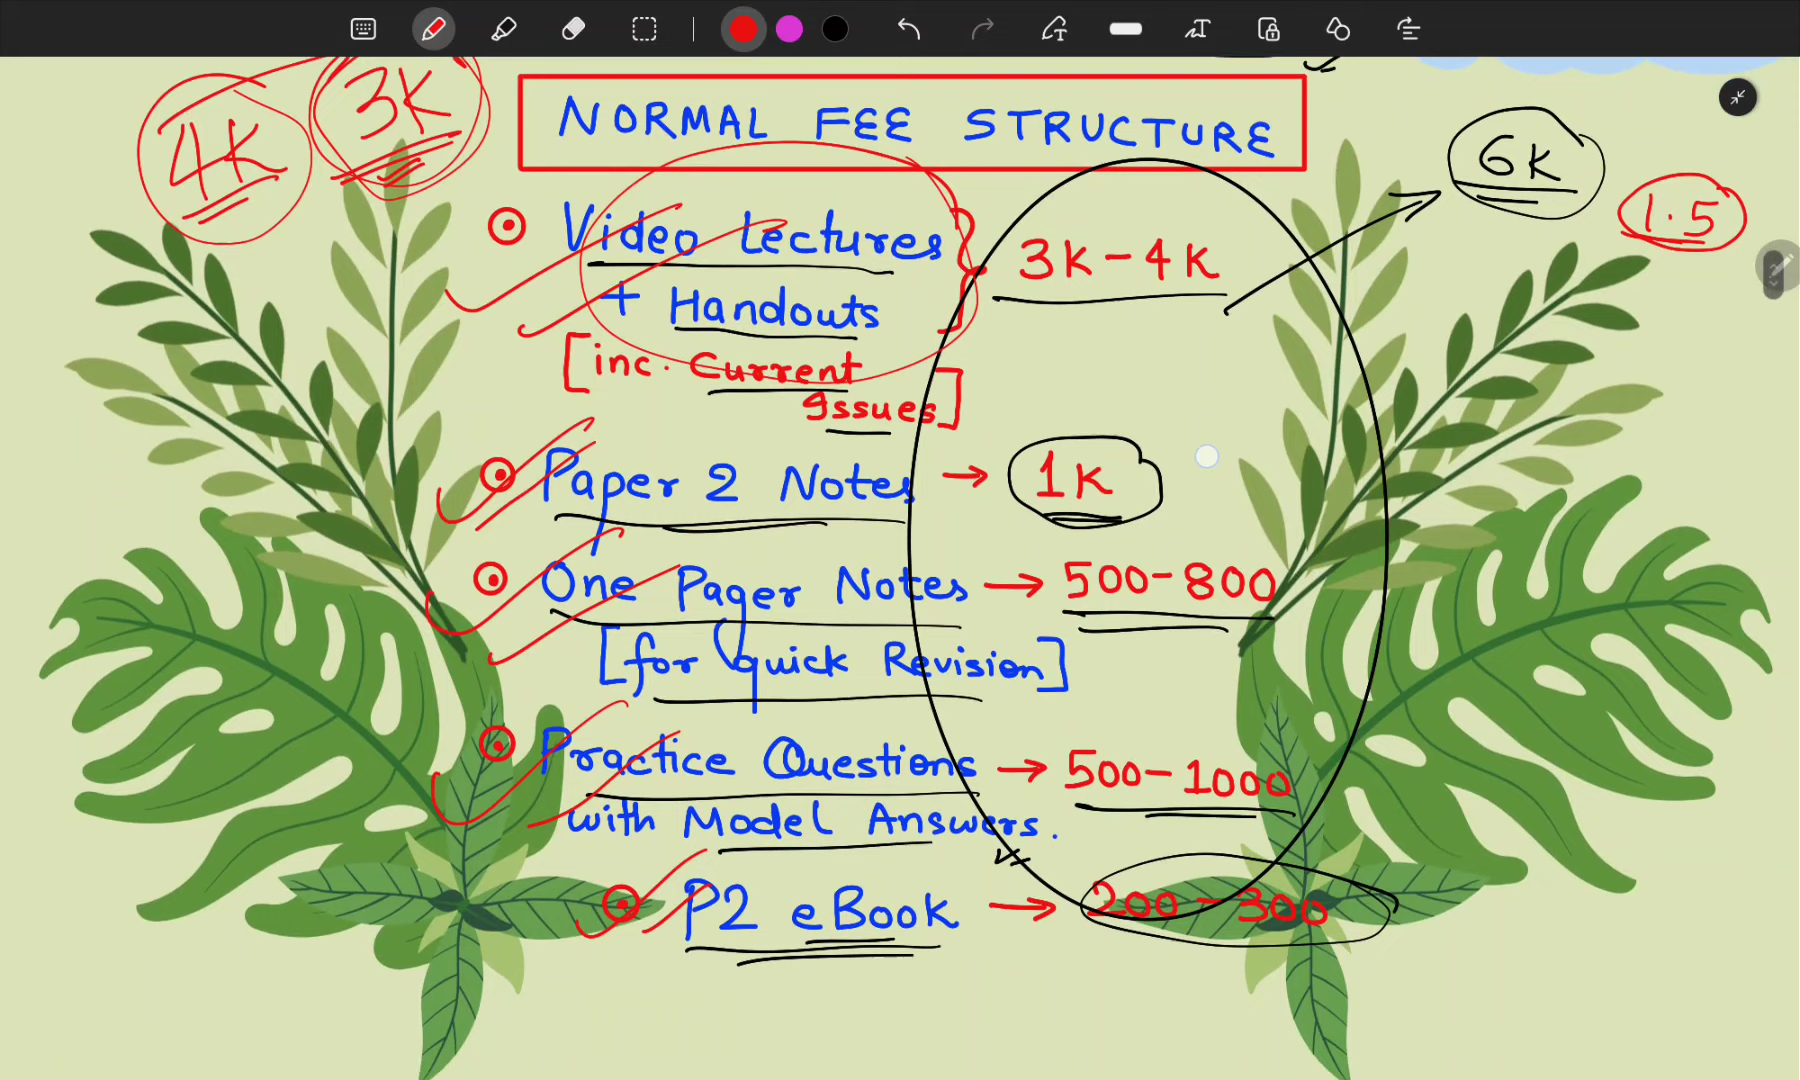 4K 3K
NORMAL FEE STRUCTURE
6K
1.5
Video Lectures
+ Handouts
3K - 4K
[inc. Current
Issues]
Paper 2 Notes → 1K
One Pager Notes → 500-800
[for quick Revision]
Practice Questions → 500-1000
with Model Answers.
P2 eBook → 200-300